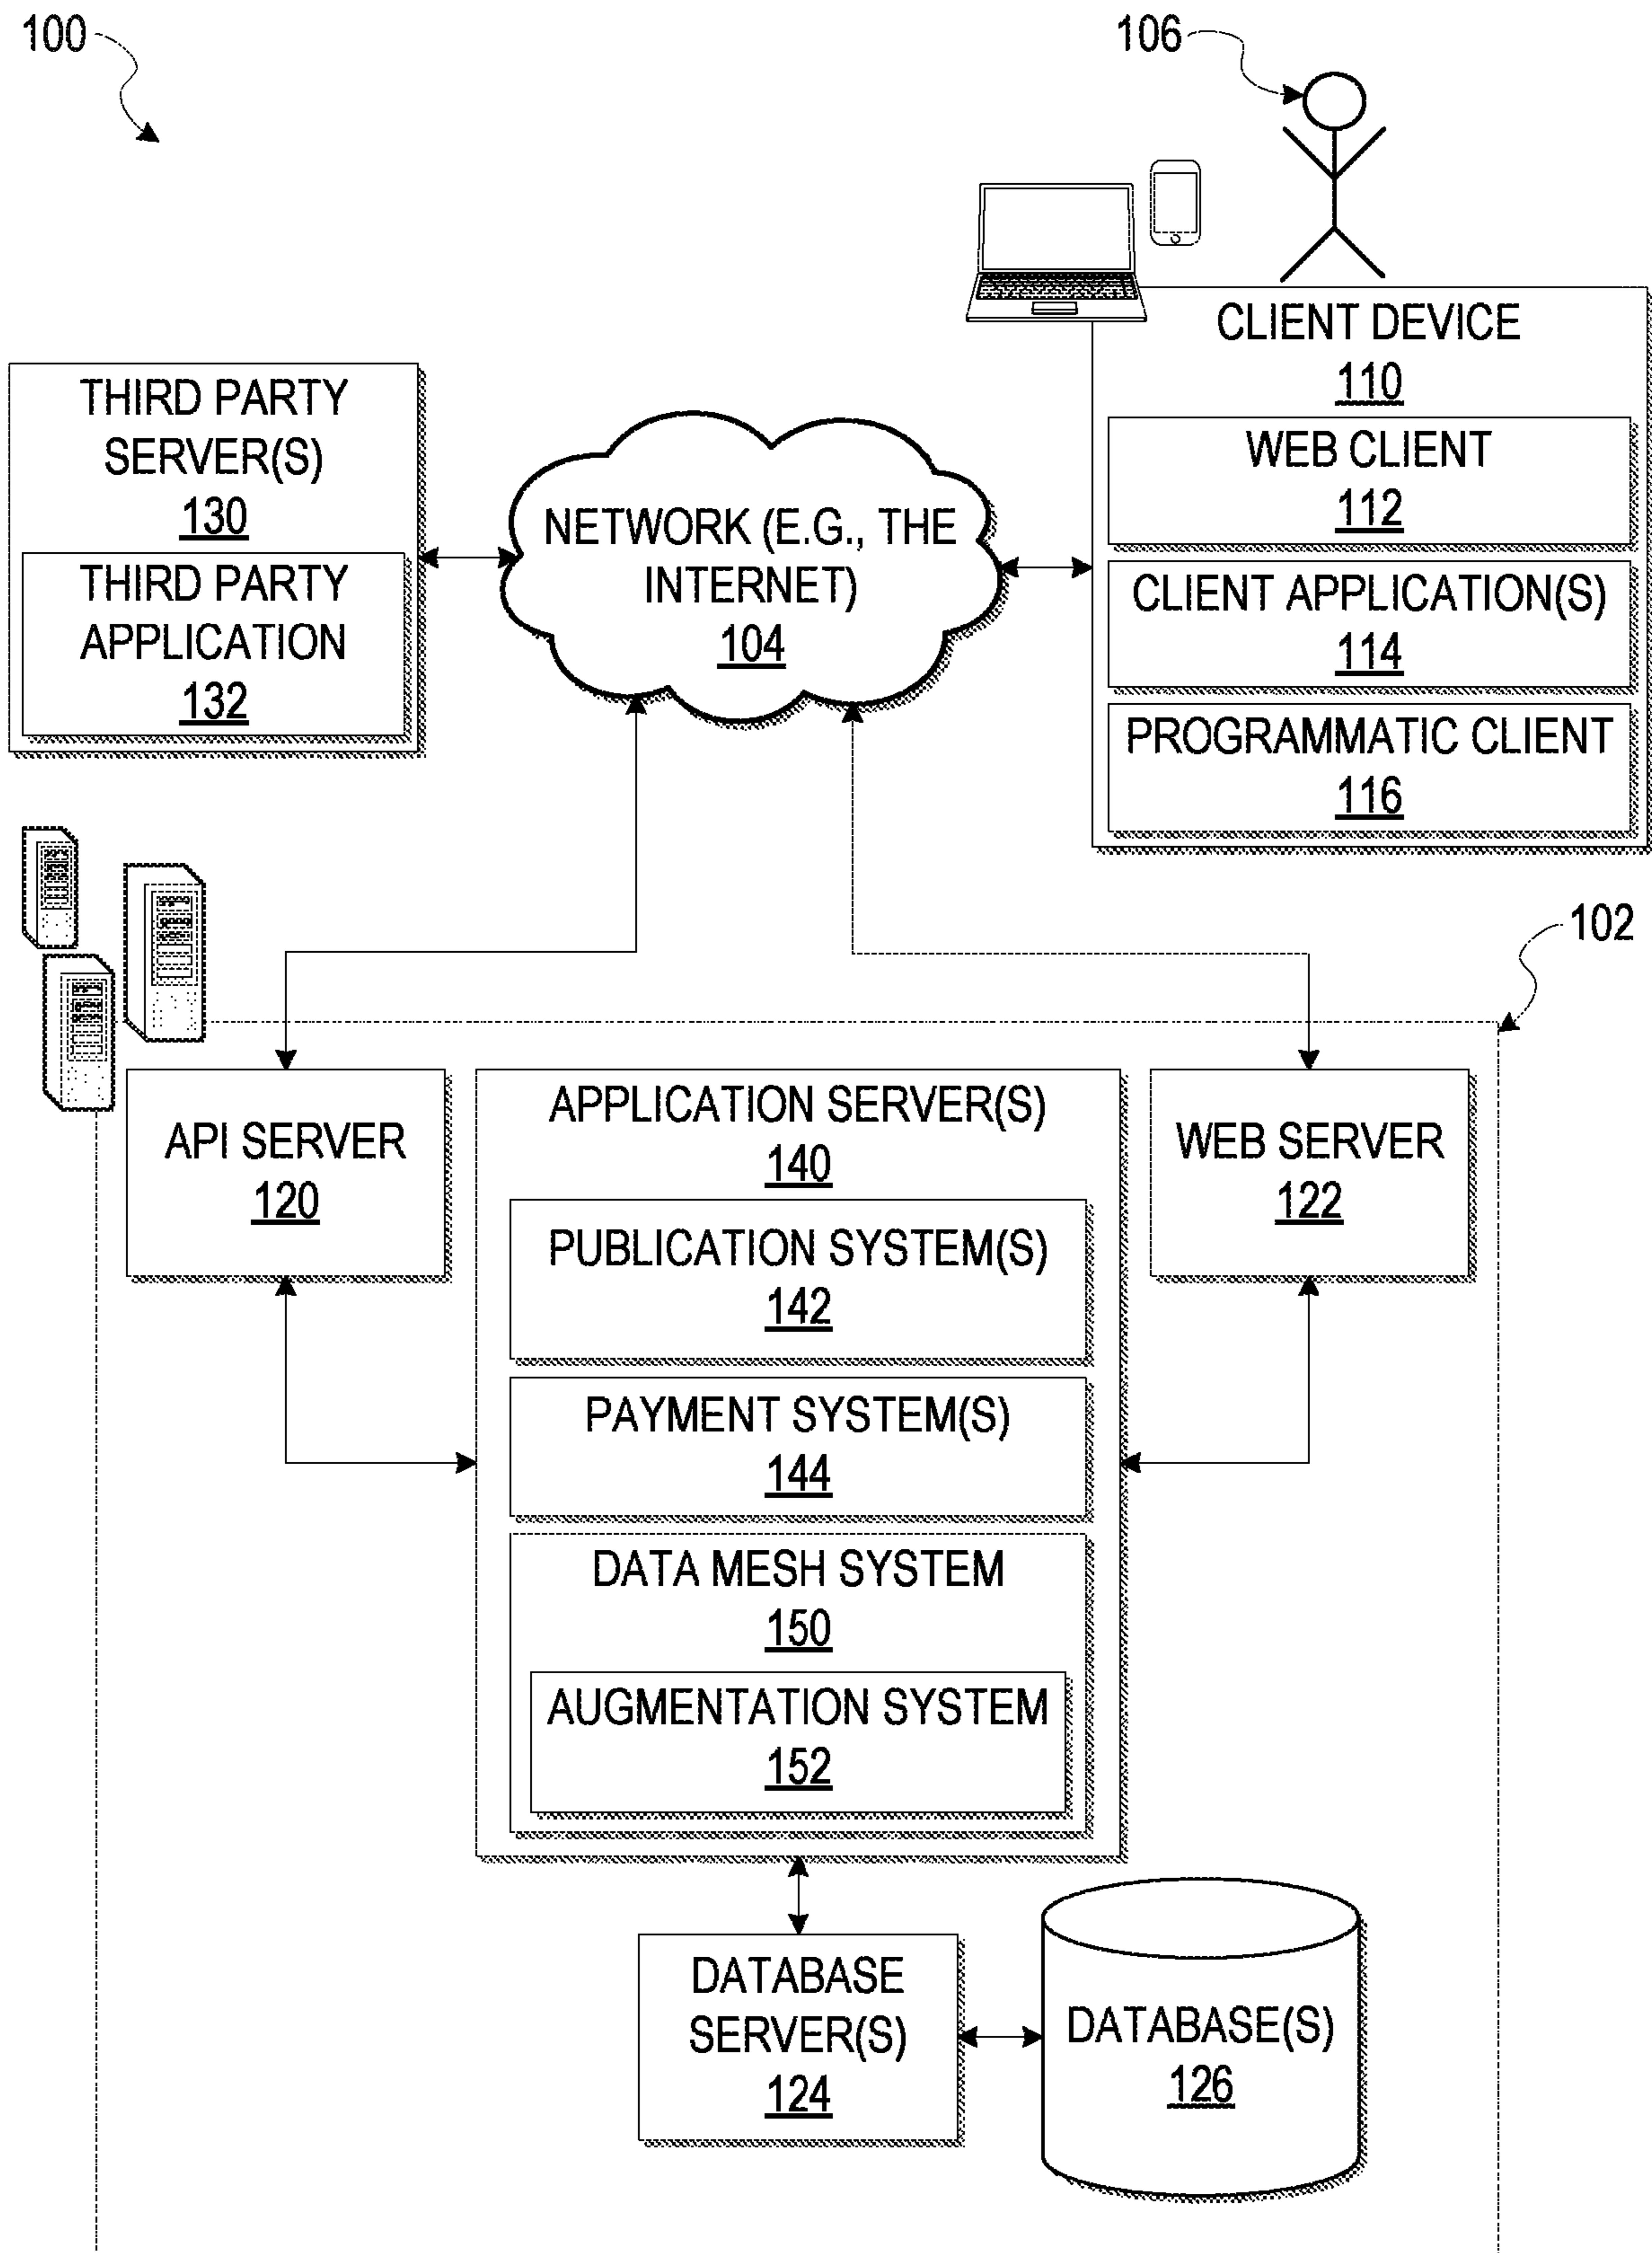 100
106
CLIENT DEVICE
110
WEB CLIENT
112
CLIENT APPLICATION(S)
114
PROGRAMMATIC CLIENT
116
THIRD PARTY
SERVER(S)
130
THIRD PARTY
APPLICATION
132
NETWORK (E.G., THE
INTERNET)
104
102
API SERVER
120
APPLICATION SERVER(S)
140
PUBLICATION SYSTEM(S)
142
PAYMENT SYSTEM(S)
144
DATA MESH SYSTEM
150
AUGMENTATION SYSTEM
152
WEB SERVER
122
DATABASE
SERVER(S)
124
DATABASE(S)
126